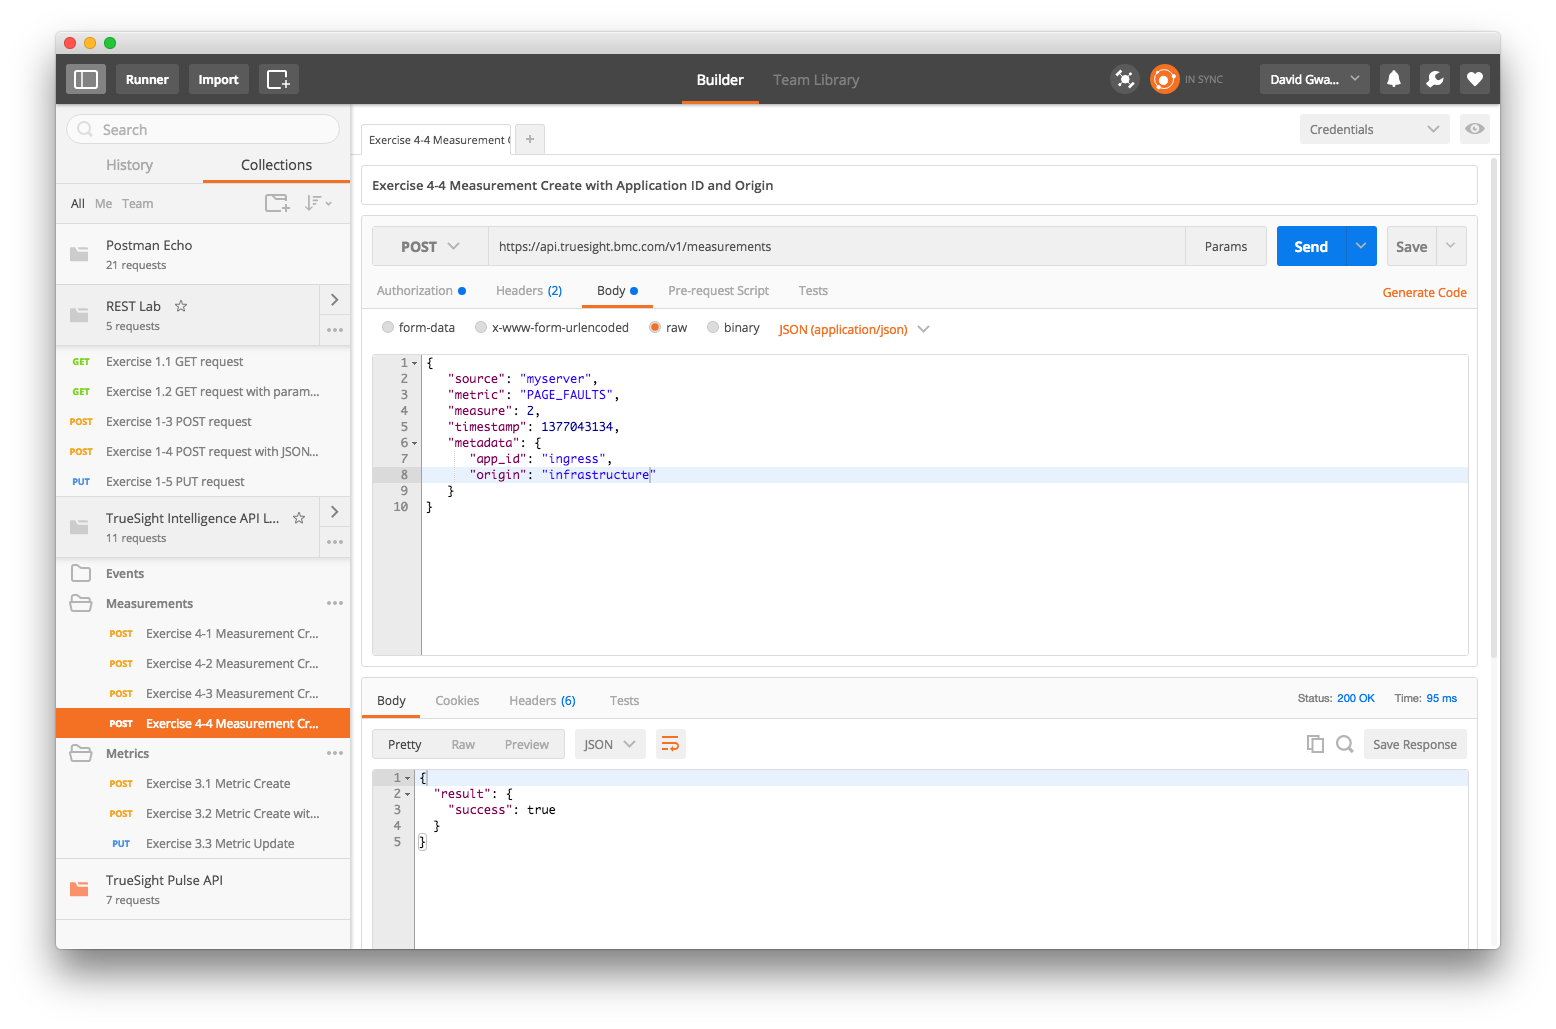 Runner
Import
Builder
Team Library
IN SYNC
David Gwa...
Search
History
Collections
All Me Team
Postman Echo
21 requests
REST Lab
5 requests
GET Exercise 1.1 GET request
GET Exercise 1.2 GET request with param...
POST Exercise 1-3 POST request
POST Exercise 1-4 POST request with JSON...
PUT Exercise 1-5 PUT request
TrueSight Intelligence API L...
11 requests
Events
Measurements
POST Exercise 4-1 Measurement Cr...
POST Exercise 4-2 Measurement Cr...
POST Exercise 4-3 Measurement Cr...
POST Exercise 4-4 Measurement Cr...
Metrics
POST Exercise 3.1 Metric Create
POST Exercise 3.2 Metric Create wit...
PUT Exercise 3.3 Metric Update
TrueSight Pulse API
7 requests
Exercise 4-4 Measurement
+
Credentials
Exercise 4-4 Measurement Create with Application ID and Origin
POST
https://api.truesight.bmc.com/v1/measurements
Params
Send
Save
Authorization
Headers (2)
Body
Pre-request Script
Tests
Generate Code
form-data
x-www-form-urlencoded
raw
binary
JSON (application/json)
1 {
2 "source": "myserver",
3 "metric": "PAGE_FAULTS",
4 "measure": 2,
5 "timestamp": 1377043134,
6 "metadata": {
7 "app_id": "ingress",
8 "origin": "infrastructure"
9 }
10 }
Body
Cookies
Headers (6)
Tests
Status: 200 OK
Time: 95 ms
Pretty
Raw
Preview
JSON
Save Response
1 {
2 "result": {
3 "success": true
4 }
5 }